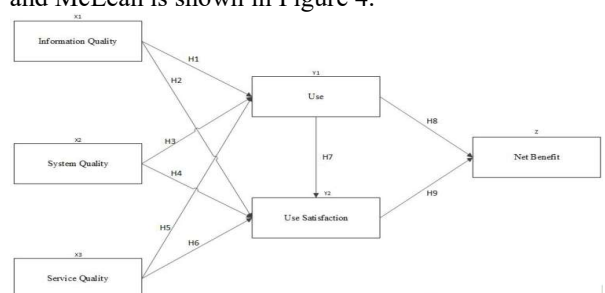 and McLean is shown in Figure 4.
X1
Information Quality
H1
H2
Y1
Use
X2
System Quality
H3
H4
H7
H8
Z
Net Benefit
H9
Y2
Use Satisfaction
H5
H6
X3
Service Quality